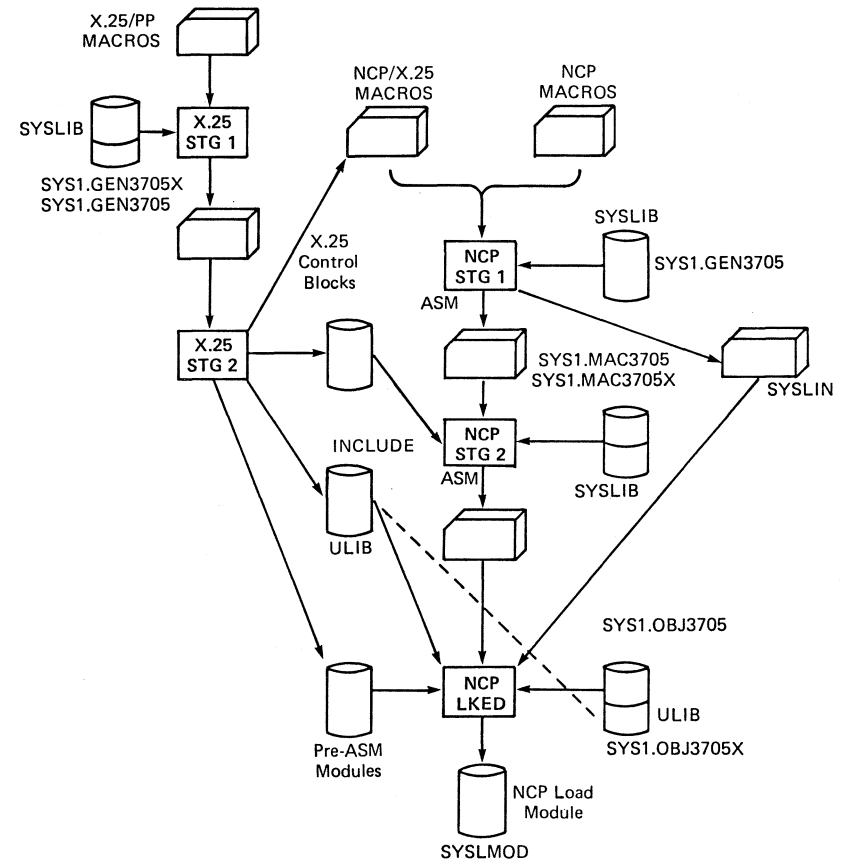 X.25/PP
MACROS
NCP/X.25
MACROS
NCP
MACROS
SYSLIB
X.25
STG 1
SYS1.GEN3705X
SYS1.GEN3705
X.25
Control
Blocks
SYSLIB
NCP
STG 1
SYS1.GEN3705
ASM
X.25
STG 2
SYS1.MAC3705
SYS1.MAC3705X
SYSLIN
INCLUDE
NCP
STG 2
ASM
SYSLIB
ULIB
SYS1.OBJ3705
NCP
LKED
ULIB
SYS1.OBJ3705X
Pre-ASM
Modules
NCP Load
Module
SYSLMOD